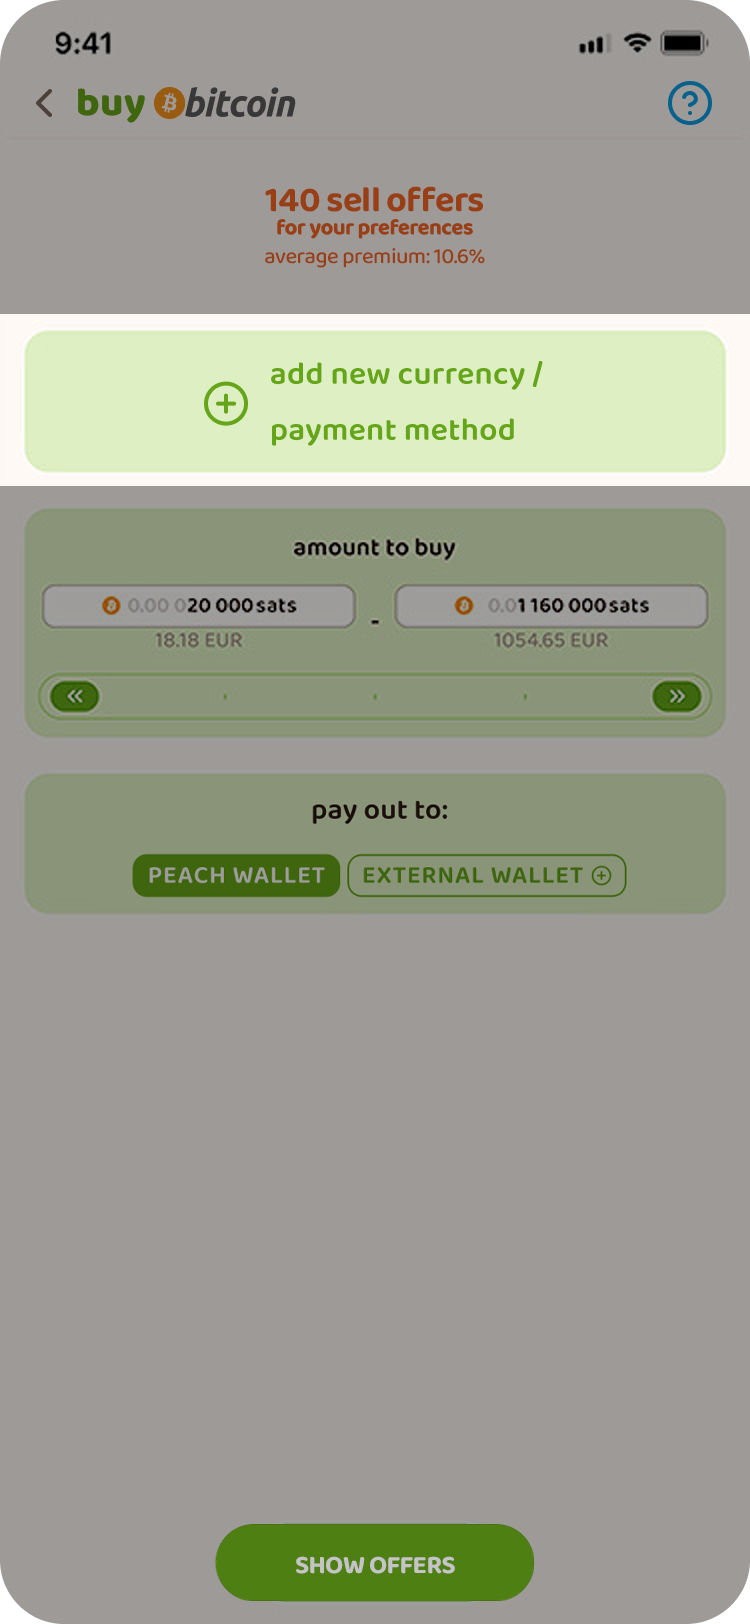 9:41
buy bitcoin
140 sell offers
for your preferences
average premium: 10.6%
add new currency /
payment method
amount to buy
0.00 020 000 sats - 0.01 160 000 sats
18.18 EUR 1054.65 EUR
pay out to:
PEACH WALLET EXTERNAL WALLET
SHOW OFFERS